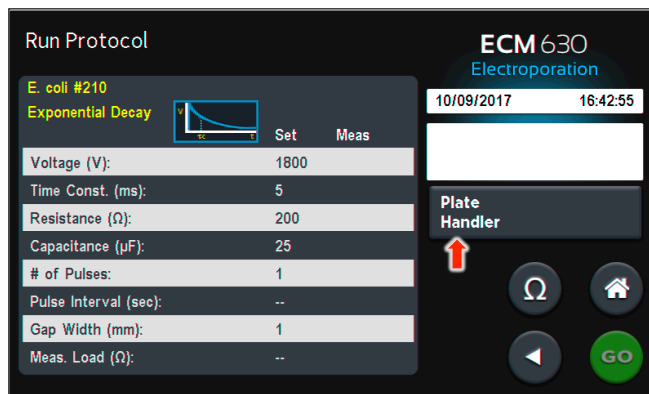 Run Protocol
E. coli #210
Exponential Decay
V
τc
t
Set Meas
Voltage (V): 1800
Time Const. (ms): 5
Resistance (Ω): 200
Capacitance (µF): 25
# of Pulses: 1
Pulse Interval (sec): --
Gap Width (mm): 1
Meas. Load (Ω): --
ECM 630
Electroporation
10/09/2017 16:42:55
Plate
Handler
Ω
GO